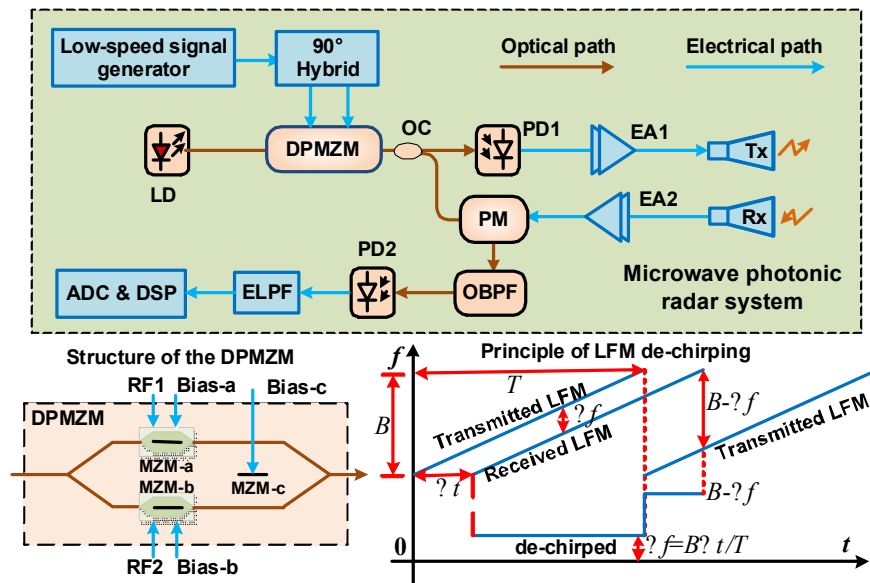 Low-speed signal
generator
90°
Hybrid
Optical path
Electrical path
LD
DPMZM
OC
PD1
EA1
Tx
PM
EA2
Rx
PD2
ADC & DSP
ELPF
OBPF
Microwave photonic
radar system
Structure of the DPMZM
RF1
Bias-a
Bias-c
DPMZM
MZM-a
MZM-b
MZM-c
RF2
Bias-b
f
Principle of LFM de-chirping
T
B
Transmitted LFM
? f
Received LFM
B-? f
Transmitted LFM
? t
B-? f
0
de-chirped
? f=B? t/T
t